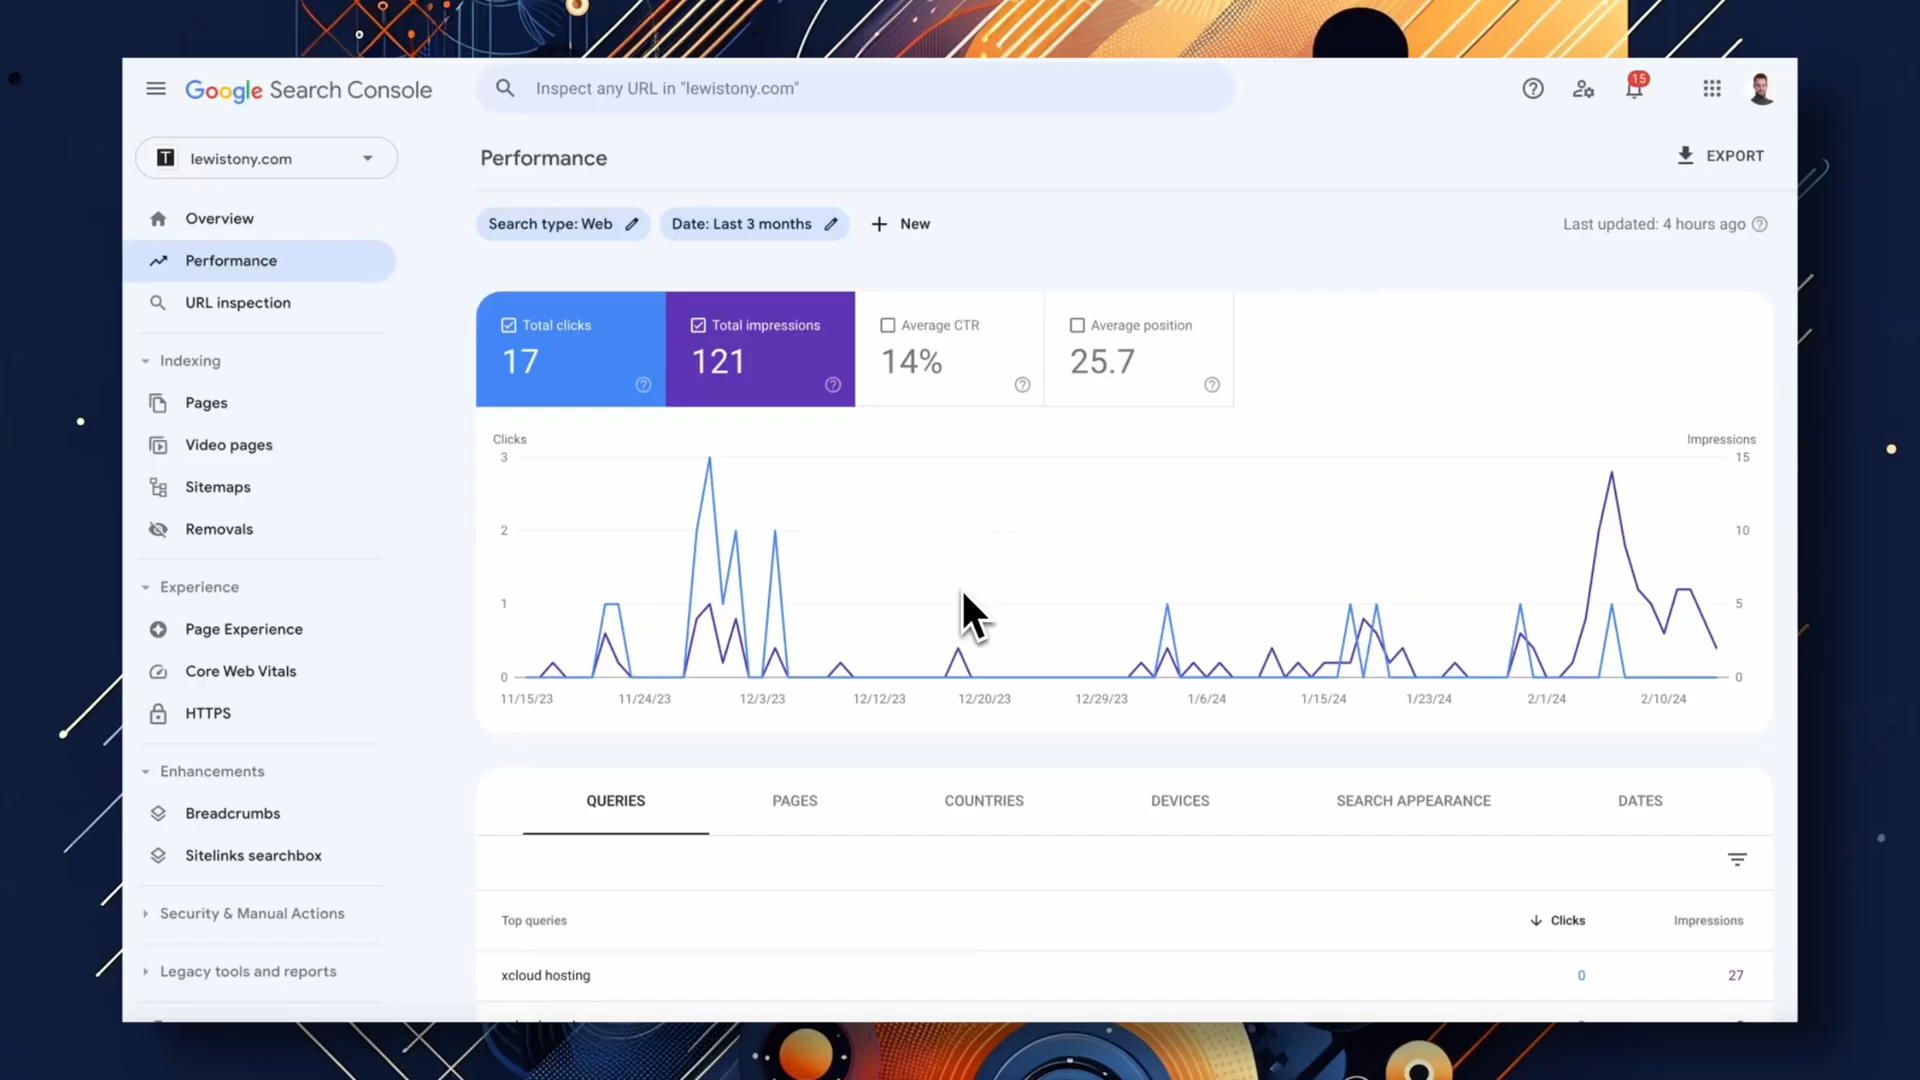 Google Search Console
Inspect any URL in "lewistony.com"
15
T lewistony.com
Overview
Performance
URL inspection
Indexing
Pages
Video pages
Sitemaps
Removals
Experience
Page Experience
Core Web Vitals
HTTPS
Enhancements
Breadcrumbs
Sitelinks searchbox
Security & Manual Actions
Legacy tools and reports
Performance
EXPORT
Search type: Web
Date: Last 3 months
New
Last updated: 4 hours ago
Total clicks
17
Total impressions
121
Average CTR
14%
Average position
25.7
Clicks
Impressions
3
15
2
10
1
5
0
0
11/15/23
11/24/23
12/3/23
12/12/23
12/20/23
12/29/23
1/6/24
1/15/24
1/23/24
2/1/24
2/10/24
QUERIES
PAGES
COUNTRIES
DEVICES
SEARCH APPEARANCE
DATES
Top queries
Clicks
Impressions
xcloud hosting
0
27